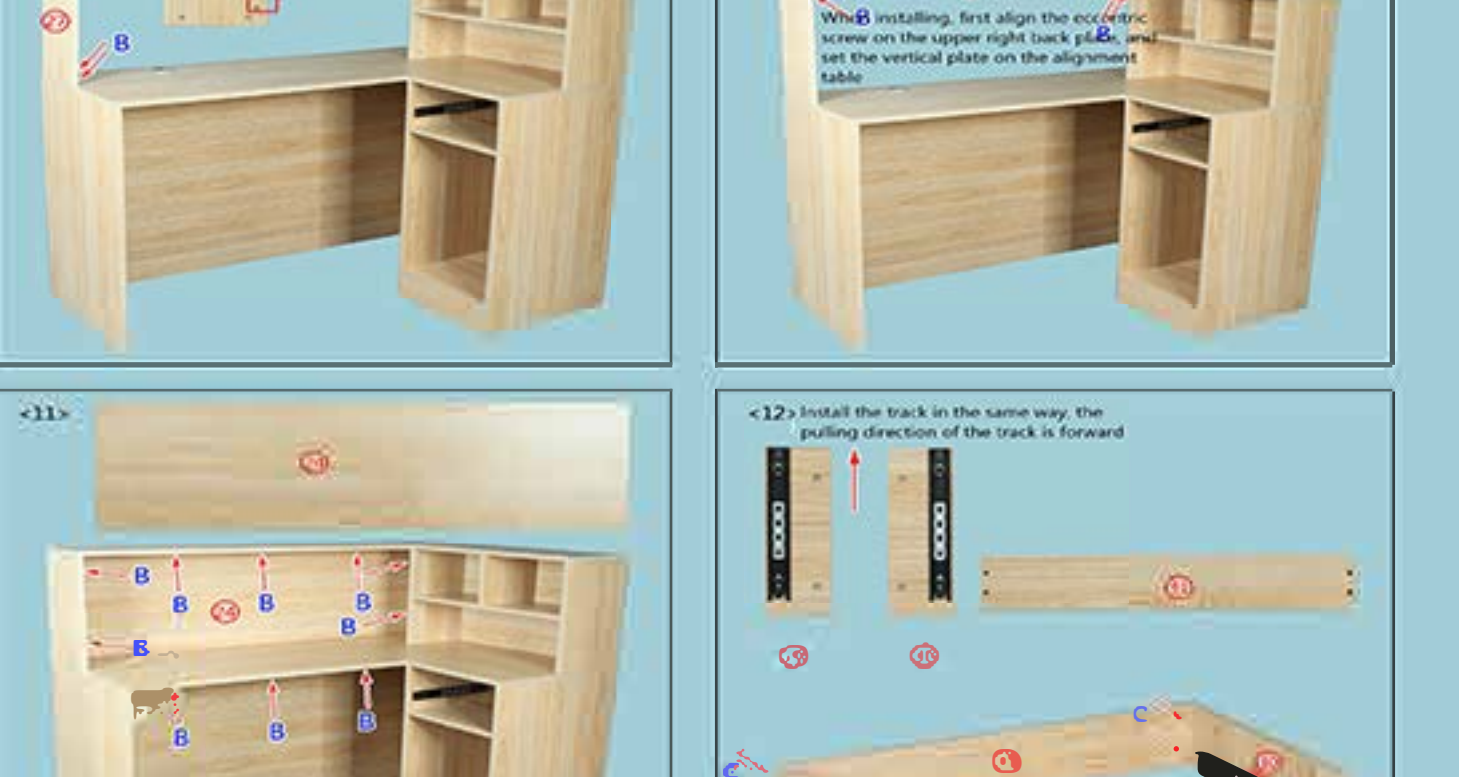 B
When installing, first align the eccentric
screw on the upper right back plate, and
set the vertical plate on the alignment
table
B
B
<11>
B
B
B
B
B
B
B
B
B
24
<12> Install the track in the same way, the
pulling direction of the track is forward
C
C